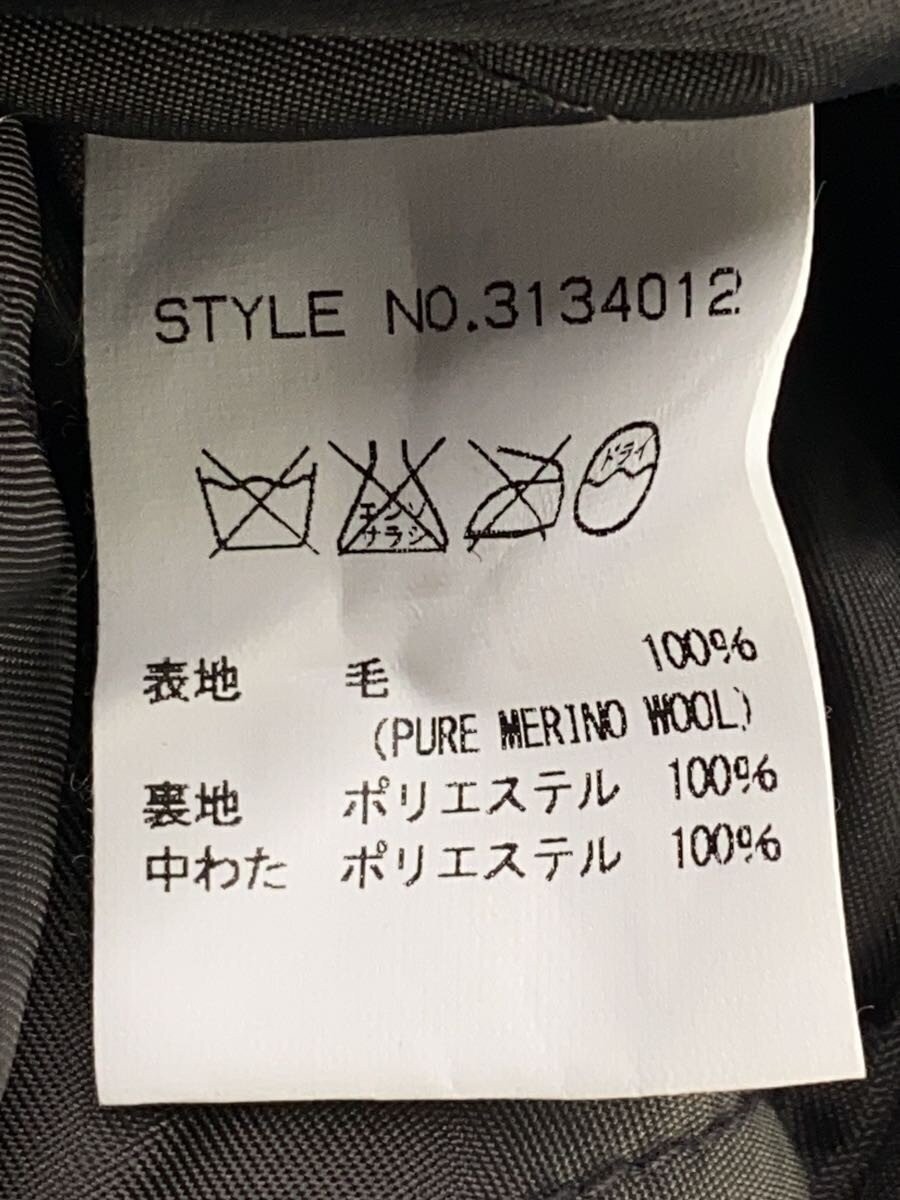 STYLE NO.3134012
エンソ
サラシ
ドライ
表地 毛 100%
(PURE MERINO WOOL)
裏地 ポリエステル 100%
中わた ポリエステル 100%